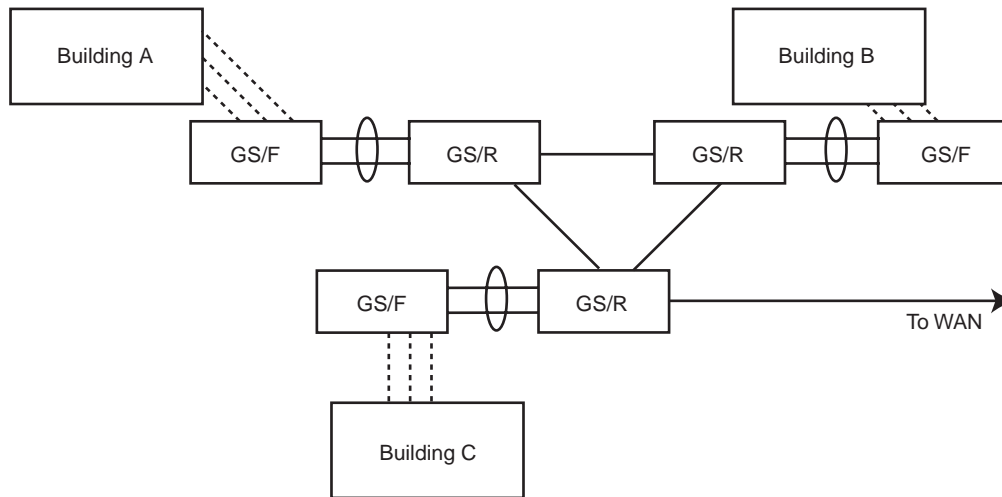 Building A
Building B
GS/F
GS/R
GS/R
GS/F
GS/F
GS/R
To WAN
Building C